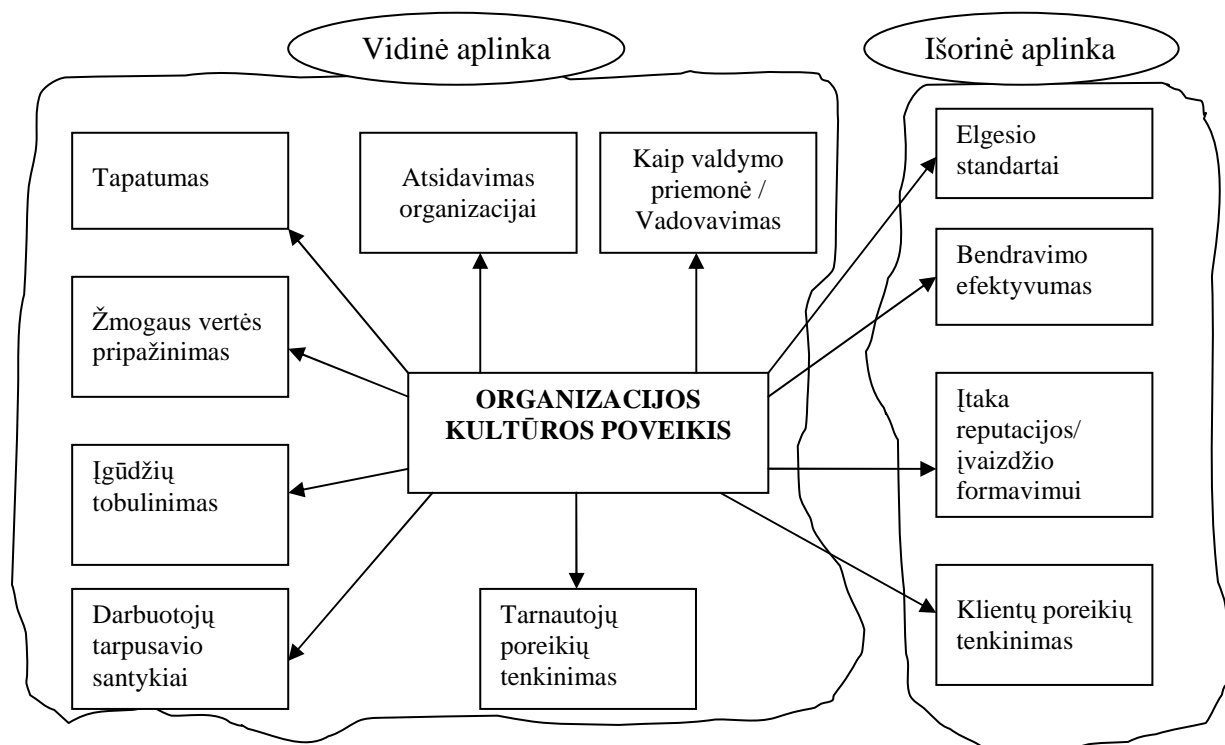 Vidinė aplinka
Išorinė aplinka
Tapatumas
Atsidavimas
organizacijai
Kaip valdymo
priemonė /
Vadovavimas
Elgesio
standartai
Žmogaus vertės
pripažinimas
Bendravimo
efektyvumas
ORGANIZACIJOS
KULTŪROS POVEIKIS
Įtaka
reputacijos/
įvaizdžio
formavimui
Įgūdžių
tobulinimas
Darbuotojų
tarpusavio
santykiai
Tarnautojų
poreikių
tenkinimas
Klientų poreikių
tenkinimas